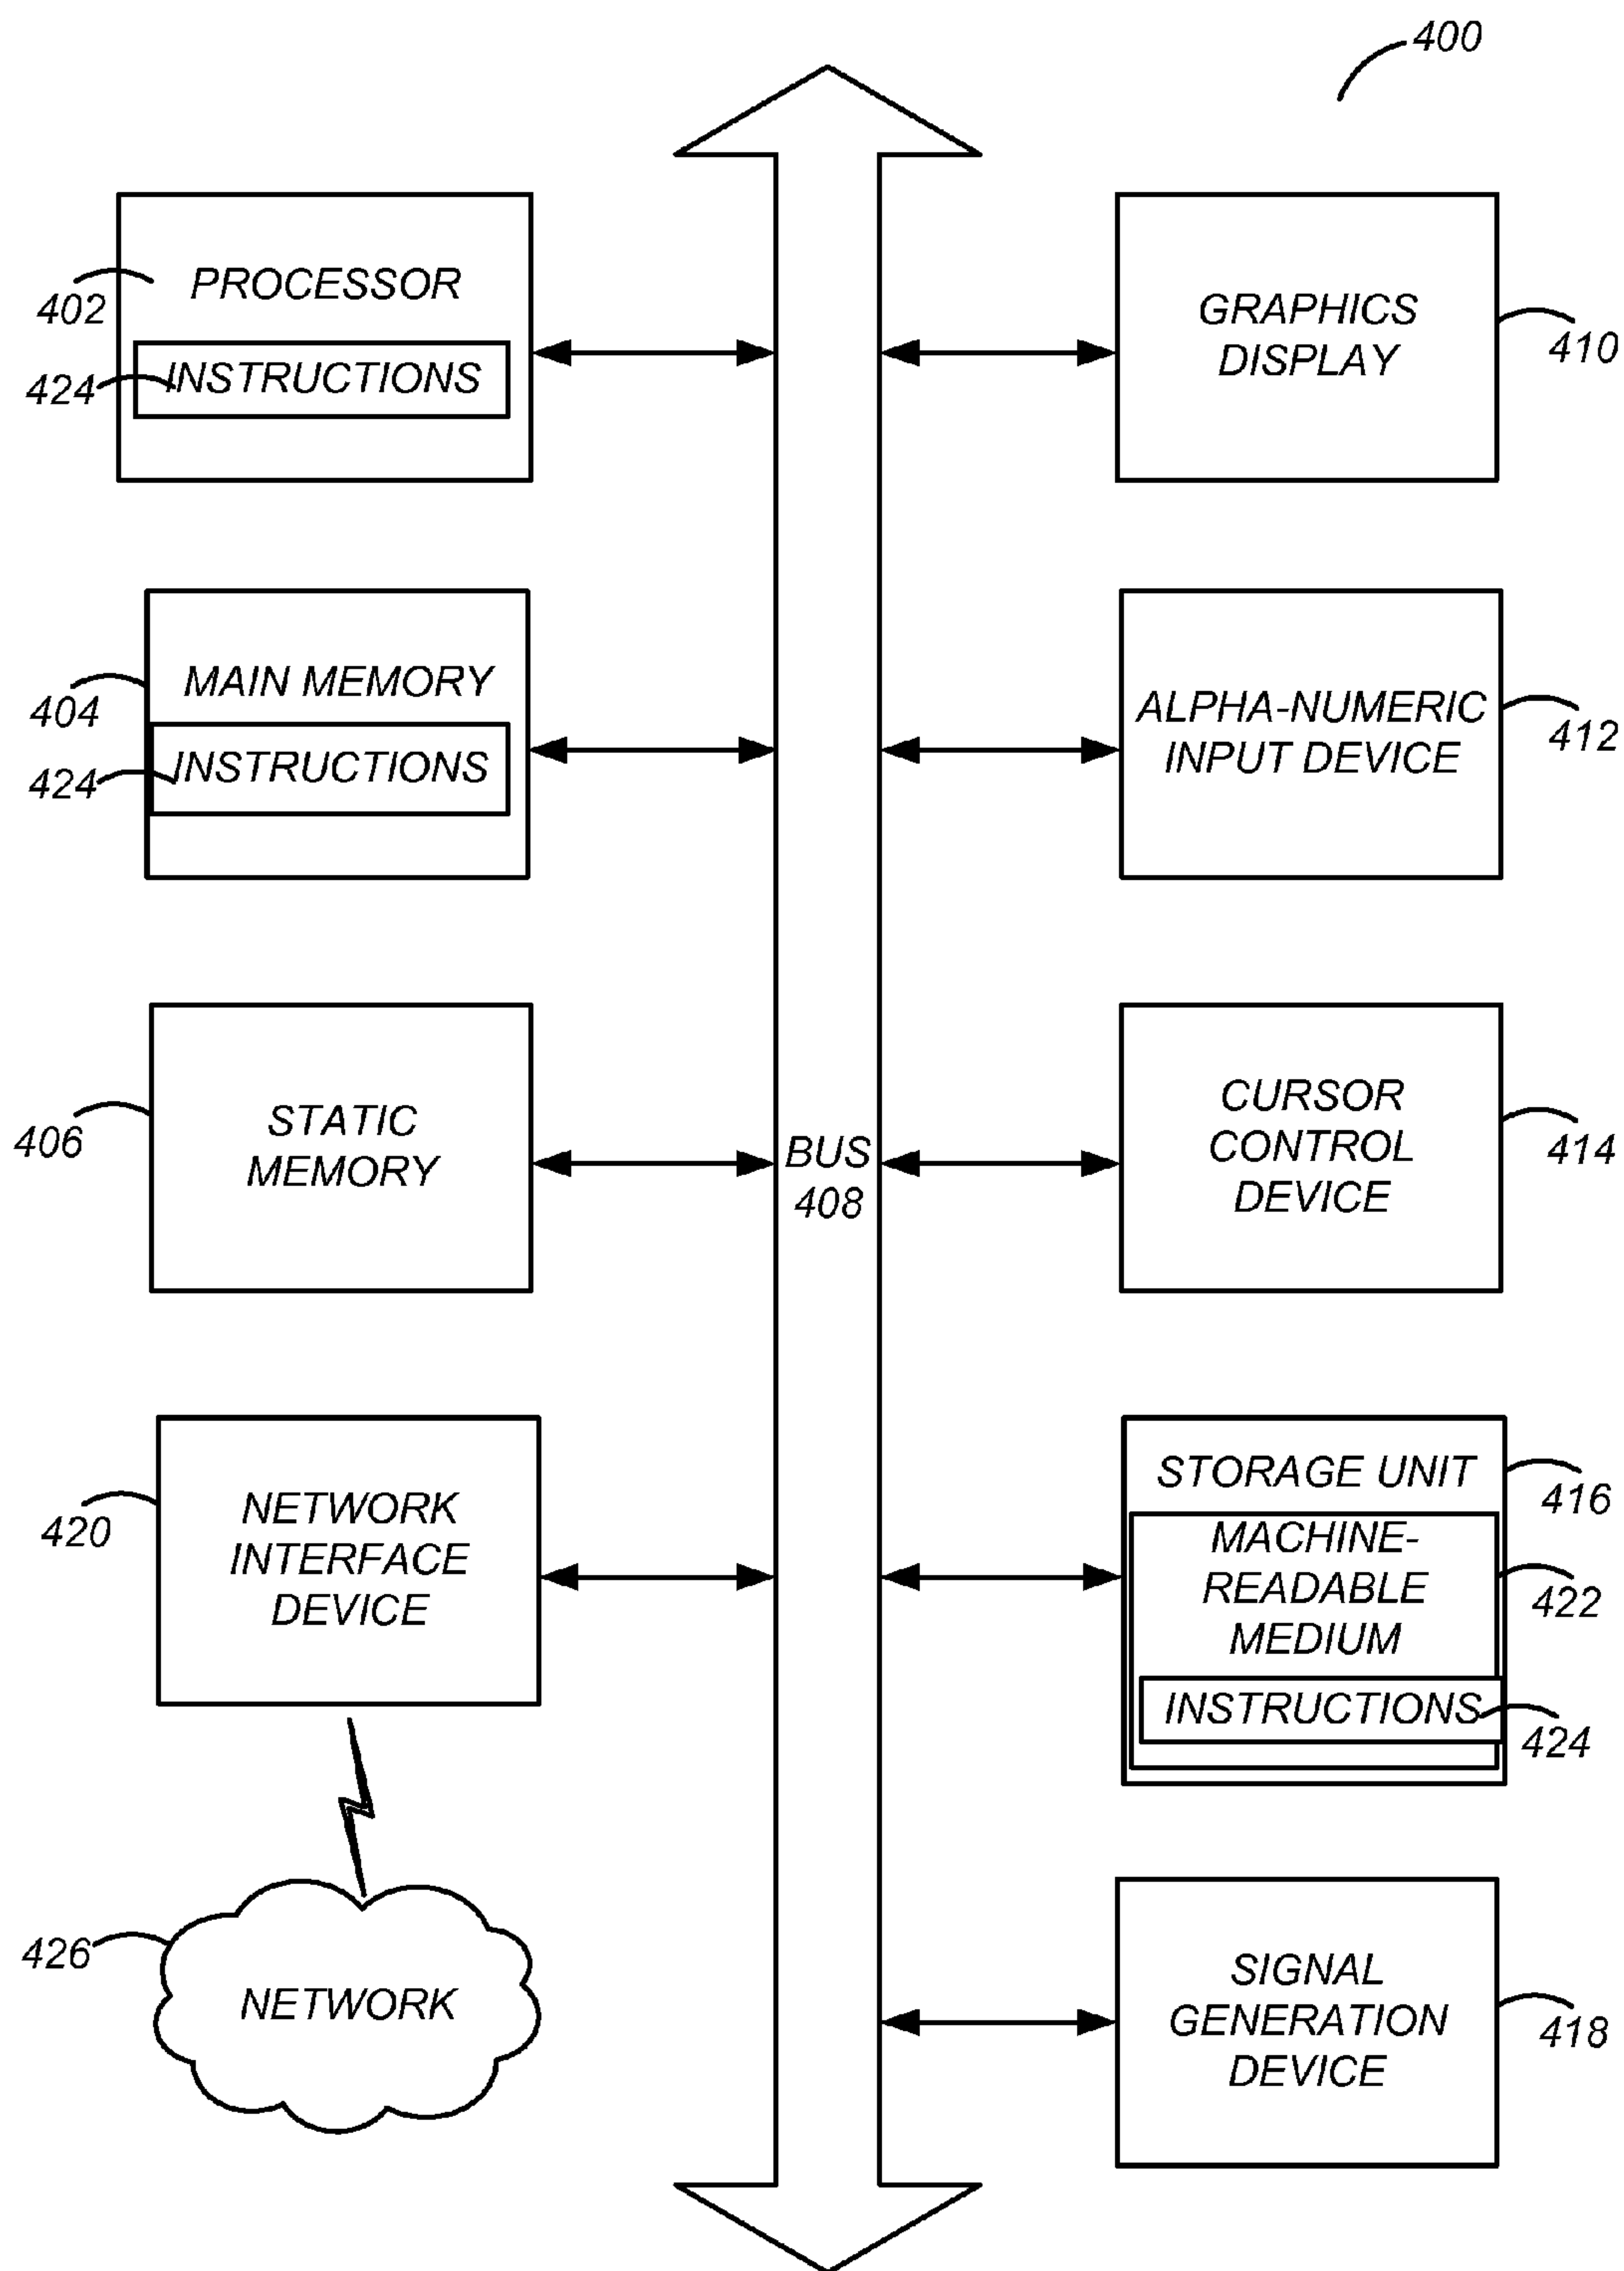 400
PROCESSOR
402
INSTRUCTIONS
424
GRAPHICS
DISPLAY
410
MAIN MEMORY
404
INSTRUCTIONS
424
ALPHA-NUMERIC
INPUT DEVICE
412
STATIC
MEMORY
406
BUS
408
CURSOR
CONTROL
DEVICE
414
NETWORK
INTERFACE
DEVICE
420
STORAGE UNIT
416
MACHINE-
READABLE
MEDIUM
422
INSTRUCTIONS
424
426
NETWORK
SIGNAL
GENERATION
DEVICE
418